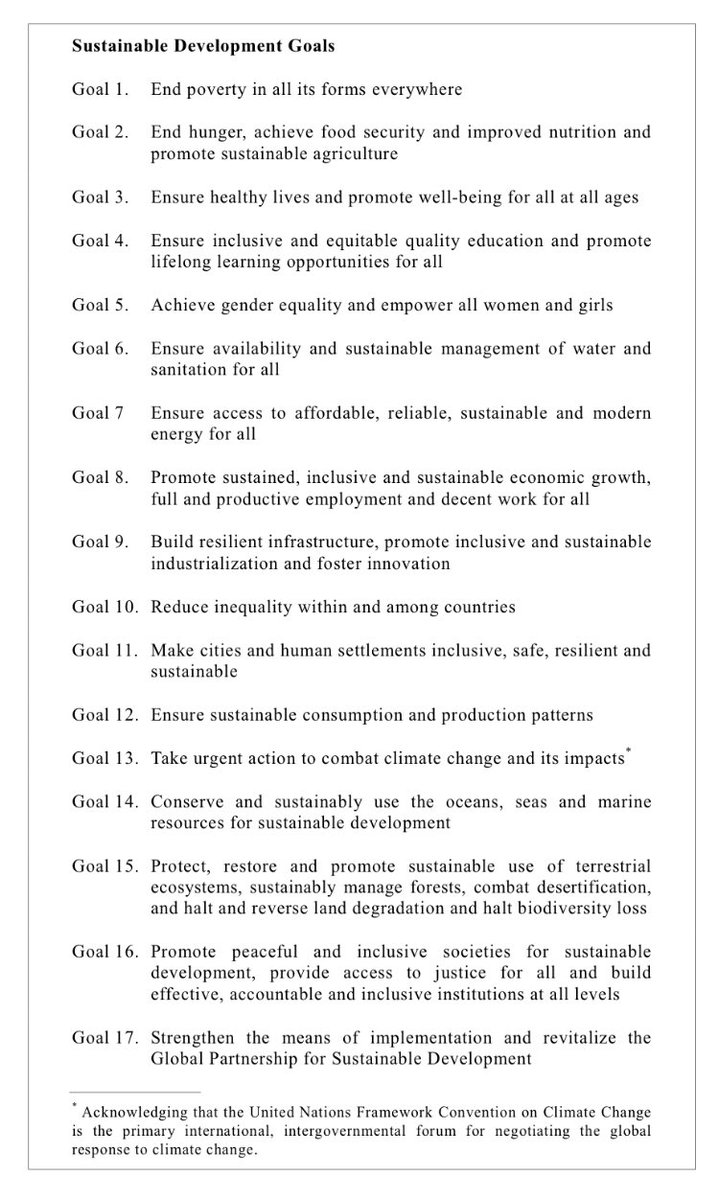 Sustainable Development Goals
Goal 1. End poverty in all its forms everywhere
Goal 2. End hunger, achieve food security and improved nutrition and
promote sustainable agriculture
Goal 3. Ensure healthy lives and promote well-being for all at all ages
Goal 4. Ensure inclusive and equitable quality education and promote
lifelong learning opportunities for all
Goal 5. Achieve gender equality and empower all women and girls
Goal 6. Ensure availability and sustainable management of water and
sanitation for all
Goal 7 Ensure access to affordable, reliable, sustainable and modern
energy for all
Goal 8. Promote sustained, inclusive and sustainable economic growth,
full and productive employment and decent work for all
Goal 9. Build resilient infrastructure, promote inclusive and sustainable
industrialization and foster innovation
Goal 10. Reduce inequality within and among countries
Goal 11. Make cities and human settlements inclusive, safe, resilient and
sustainable
Goal 12. Ensure sustainable consumption and production patterns
Goal 13. Take urgent action to combat climate change and its impacts*
Goal 14. Conserve and sustainably use the oceans, seas and marine
resources for sustainable development
Goal 15. Protect, restore and promote sustainable use of terrestrial
ecosystems, sustainably manage forests, combat desertification,
and halt and reverse land degradation and halt biodiversity loss
Goal 16. Promote peaceful and inclusive societies for sustainable
development, provide access to justice for all and build
effective, accountable and inclusive institutions at all levels
Goal 17. Strengthen the means of implementation and revitalize the
Global Partnership for Sustainable Development
* Acknowledging that the United Nations Framework Convention on Climate Change
is the primary international, intergovernmental forum for negotiating the global
response to climate change.